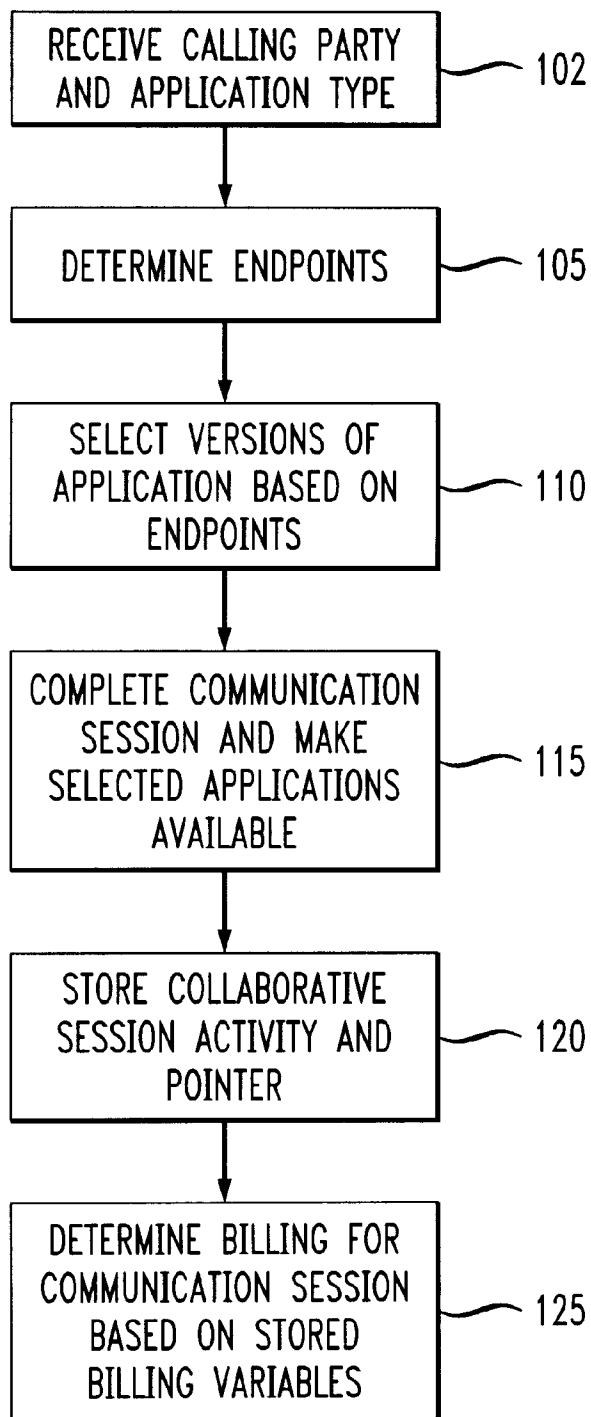 RECEIVE CALLING PARTY
AND APPLICATION TYPE
102
DETERMINE ENDPOINTS
105
SELECT VERSIONS OF
APPLICATION BASED ON
ENDPOINTS
110
COMPLETE COMMUNICATION
SESSION AND MAKE
SELECTED APPLICATIONS
AVAILABLE
115
STORE COLLABORATIVE
SESSION ACTIVITY AND
POINTER
120
DETERMINE BILLING FOR
COMMUNICATION SESSION
BASED ON STORED
BILLING VARIABLES
125